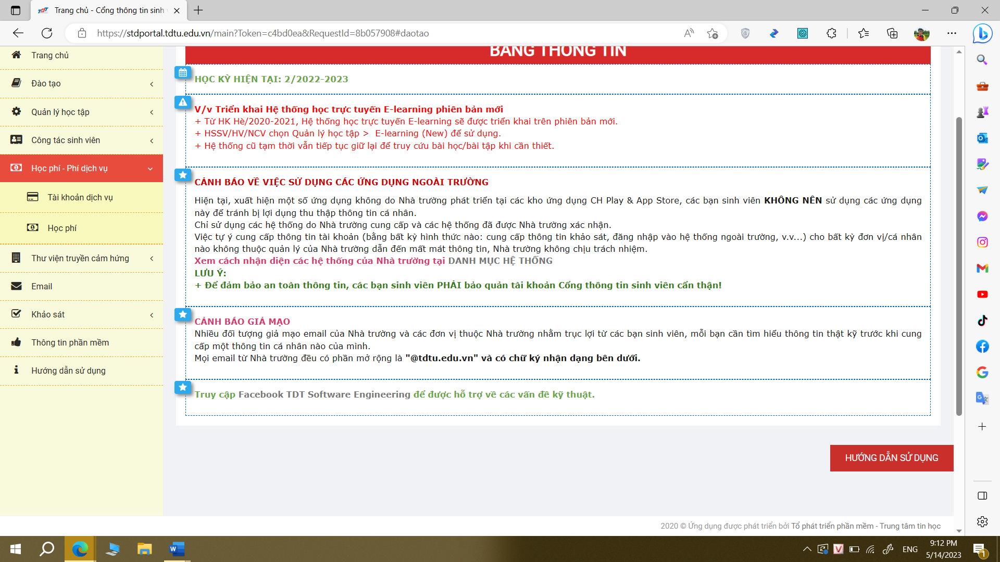 Trang chủ - Cổng thông tin sinh
https://stdportal.tdtu.edu.vn/main?Token=c4bd0ea&RequestId=8b057908#daotao
Trang chủ
Đào tạo
Quản lý học tập
Công tác sinh viên
Học phí - Phí dịch vụ
Tài khoản dịch vụ
Học phí
Thư viện truyền cảm hứng
Email
Khảo sát
Thông tin phần mềm
Hướng dẫn sử dụng
BẢNG THÔNG TIN
HỌC KỲ HIỆN TẠI: 2/2022-2023
V/v Triển khai Hệ thống học trực tuyến E-learning phiên bản mới
+ Từ HK Hè/2020-2021, Hệ thống học trực tuyến E-learning sẽ được triển khai trên phiên bản mới.
+ HSSV/HV/NCV chọn Quản lý học tập > E-learning (New) để sử dụng.
+ Hệ thống cũ tạm thời vẫn tiếp tục giữ lại để truy cứu bài học/bài tập khi cần thiết.
CẢNH BÁO VỀ VIỆC SỬ DỤNG CÁC ỨNG DỤNG NGOÀI TRƯỜNG
Hiện tại, xuất hiện một số ứng dụng không do Nhà trường phát triển tại các kho ứng dụng CH Play & App Store, các bạn sinh viên KHÔNG NÊN sử dụng các ứng dụng
này để tránh bị lợi dụng thu thập thông tin cá nhân.
Chỉ sử dụng các hệ thống do Nhà trường cung cấp và các hệ thống đã được Nhà trường xác nhận.
Việc tự ý cung cấp thông tin tài khoản (bằng bất kỳ hình thức nào: cung cấp thông tin khảo sát, đăng nhập vào hệ thống ngoài trường, v.v...) cho bất kỳ đơn vị/cá nhân
nào không thuộc quản lý của Nhà trường dẫn đến mất mát thông tin, Nhà trường không chịu trách nhiệm.
Xem cách nhận diện các hệ thống của Nhà trường tại DANH MỤC HỆ THỐNG
LƯU Ý:
+ Để đảm bảo an toàn thông tin, các bạn sinh viên PHẢI bảo quản tài khoản Cổng thông tin sinh viên cẩn thận!
CẢNH BÁO GIẢ MẠO
Nhiều đối tượng giả mạo email của Nhà trường và các đơn vị thuộc Nhà trường nhằm trục lợi từ các bạn sinh viên, mỗi bạn cần tìm hiểu thông tin thật kỹ trước khi cung
cấp một thông tin cá nhân nào của mình.
Mọi email từ Nhà trường đều có phần mở rộng là "@tdtu.edu.vn" và có chữ ký nhận dạng bên dưới.
Truy cập Facebook TDT Software Engineering để được hỗ trợ về các vấn đề kỹ thuật.
HƯỚNG DẪN SỬ DỤNG
2020 © Ứng dụng được phát triển bởi Tổ phát triển phần mềm - Trung tâm tin học
ENG
9:12 PM
5/14/2023
1